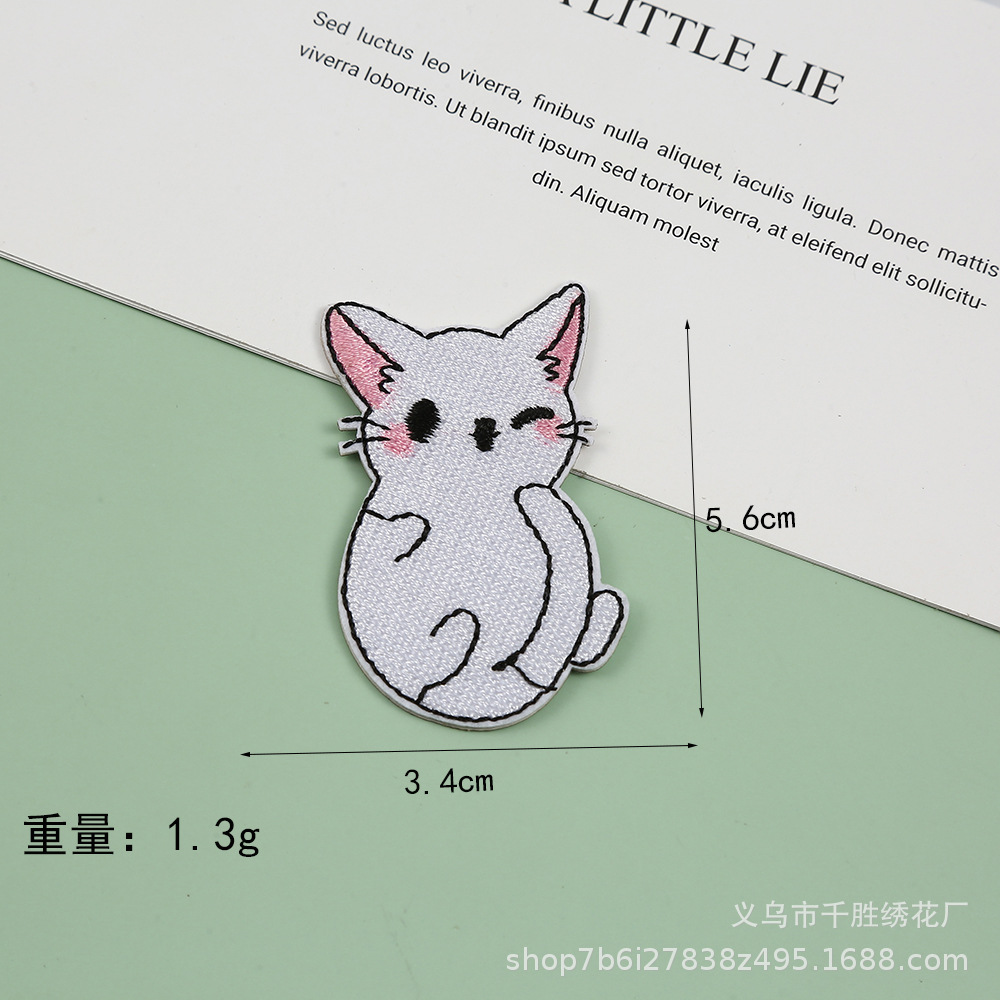 LITTLE LIE
Sed luctus leo viverra, finibus nulla aliquet, iaculis ligula. Donec mattis
viverra lobortis. Ut blandit ipsum sed tortor viverra, at eleifend elit sollicitu-
din. Aliquam molest
5.6cm
3.4cm
重量：1.3g
义乌市千胜绣花厂
shop7b6i27838z495.1688.com